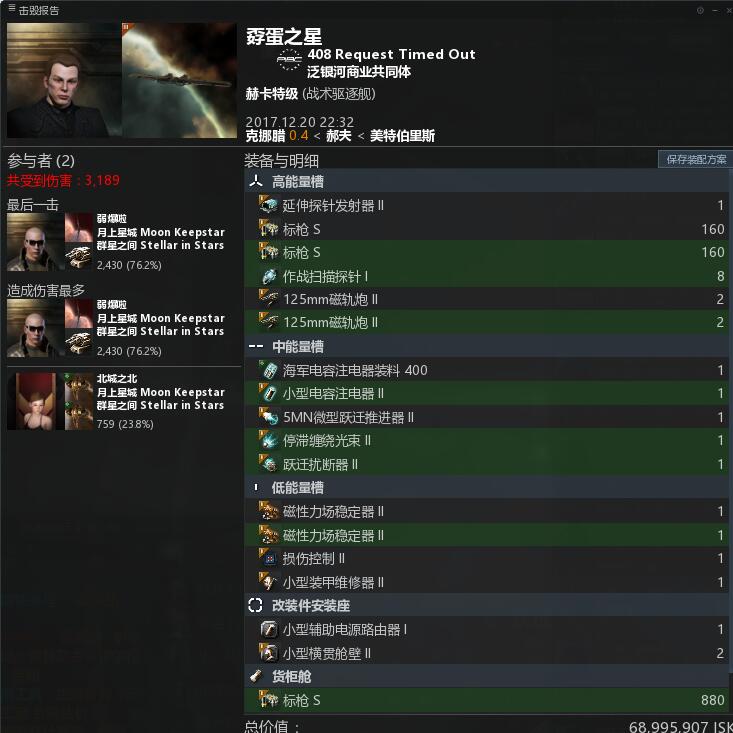 击毁报告
孬蛋之星
408 Request Timed Out
泛银河商业共同体
赫卡特级 (战术驱逐舰)
2017.12.20 22:32
克挪腊 0.4 < 郝夫 < 美特伯里斯
参与者 (2)
共受到伤害：3,189
最后一击
弱爆啦
月上星城 Moon Keepstar
群星之间 Stellar in Stars
2,430 (76.2%)
造成伤害最多
弱爆啦
月上星城 Moon Keepstar
群星之间 Stellar in Stars
2,430 (76.2%)
北城之北
月上星城 Moon Keepstar
群星之间 Stellar in Stars
759 (23.8%)
装备与明细
保存装配方案
高能量槽
延伸探针发射器 II 1
标枪 S 160
标枪 S 160
作战扫描探针 I 8
125mm磁轨炮 II 2
125mm磁轨炮 II 2
中能量槽
海军电容注电器装料 400 1
小型电容注电器 II 1
5MN微型跃迁推进器 II 1
停滞缠绕光束 II 1
跃迁扰断器 II 1
低能量槽
磁性力场稳定器 II 1
磁性力场稳定器 II 1
损伤控制 II 1
小型装甲维修器 II 1
改装件安装座
小型辅助电源路由器 I 1
小型横贯舱壁 II 2
货柜舱
标枪 S 880
总价值： 68,995,907 ISK